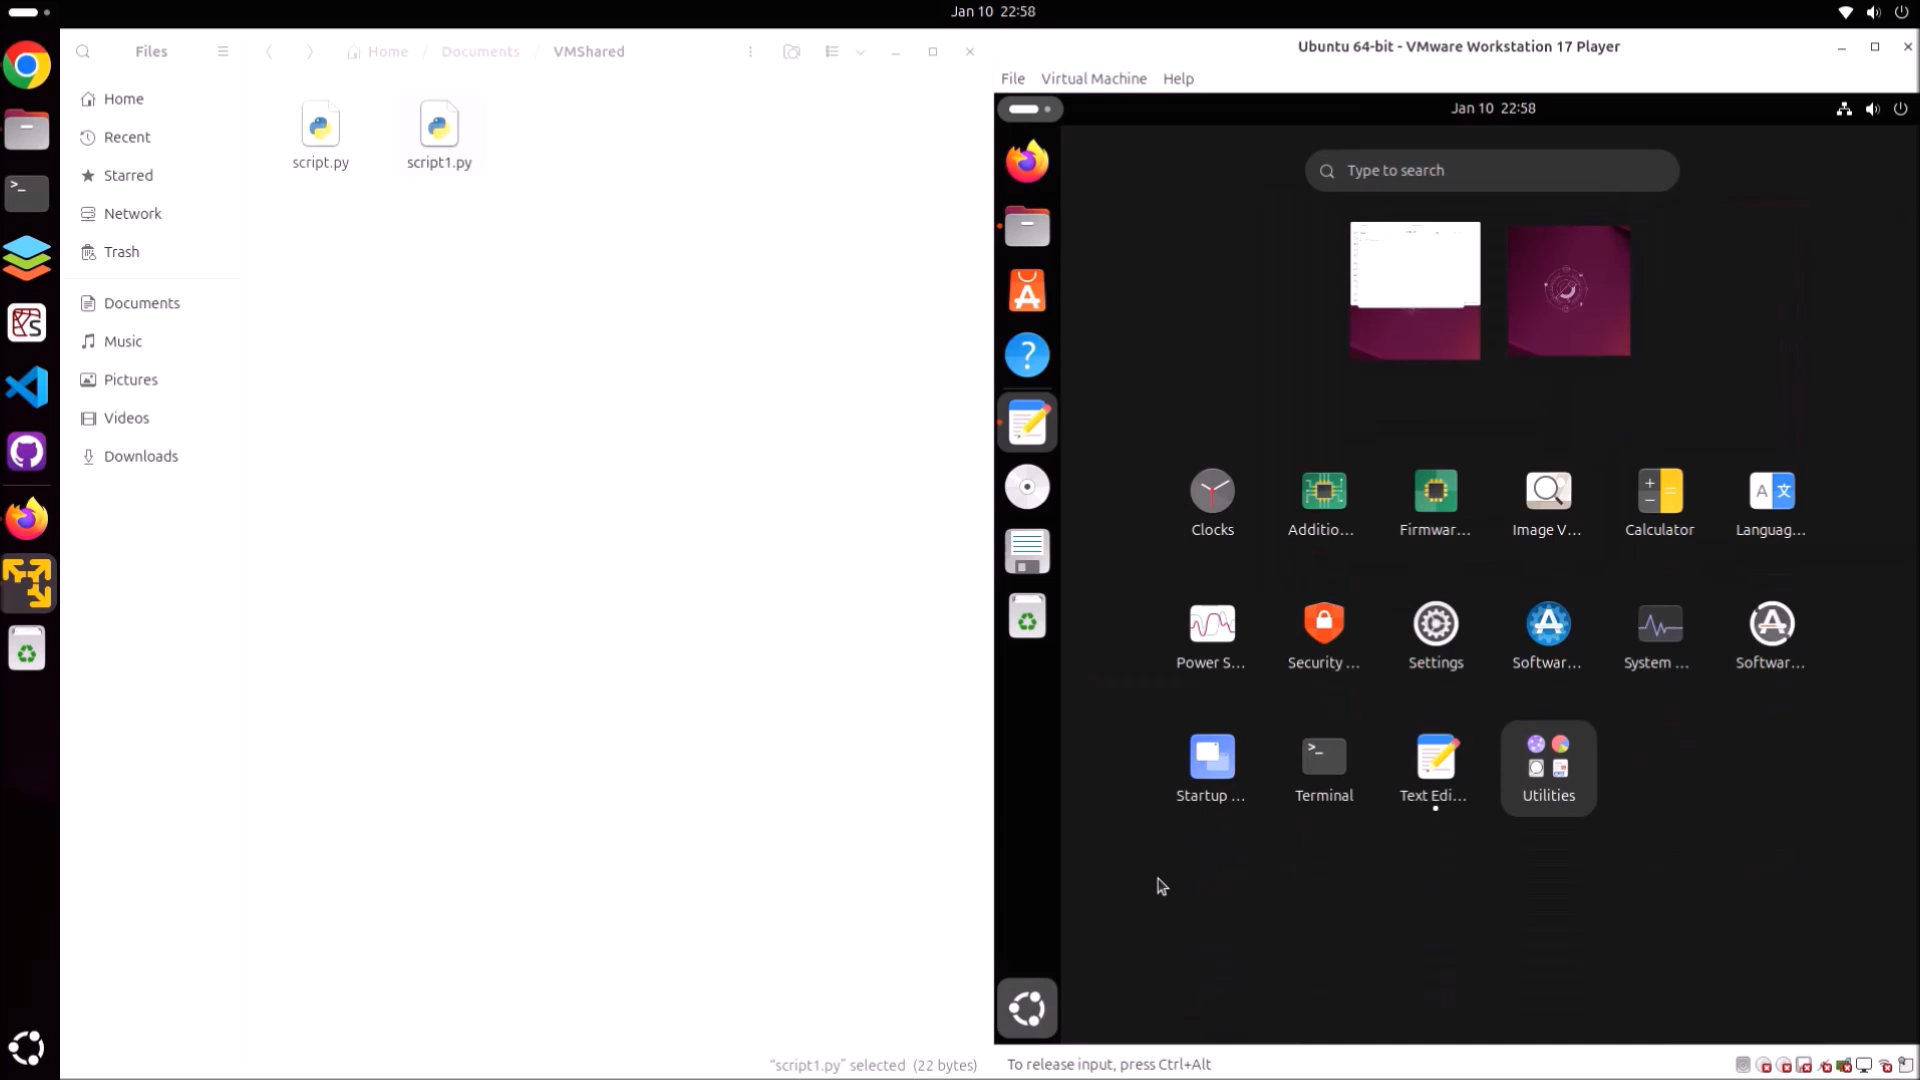 Jan 10 22:58
Files
Home / Documents / VMShared
Home
Recent
Starred
Network
Trash
Documents
Music
Pictures
Videos
Downloads
script.py
script1.py
"script1.py" selected (22 bytes)
Ubuntu 64-bit - VMware Workstation 17 Player
File Virtual Machine Help
Jan 10 22:58
Type to search
Clocks
Additio...
Firmwar...
Image V...
Calculator
Languag...
Power S...
Security ...
Settings
Softwar...
System ...
Softwar...
Startup ...
Terminal
Text Edi...
Utilities
To release input, press Ctrl+Alt